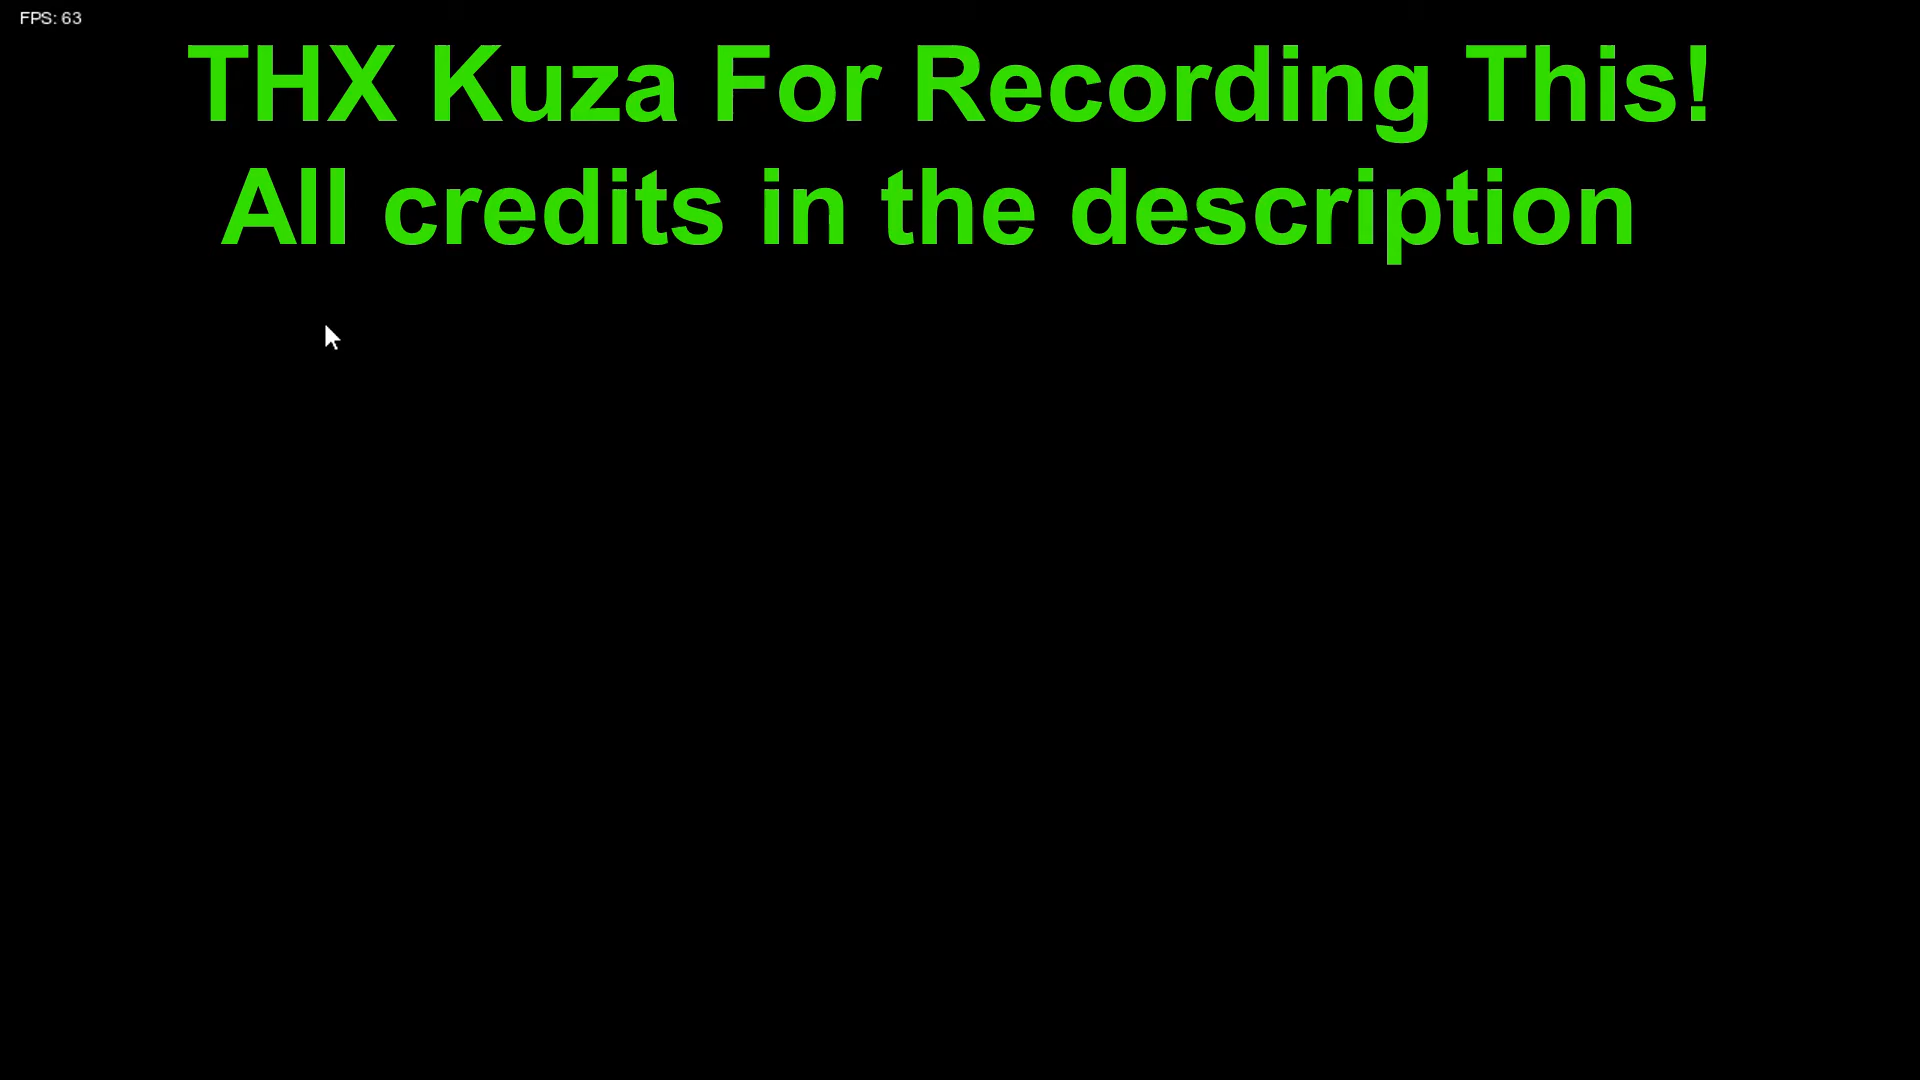 FPS: 63
THX Kuza For Recording This!
All credits in the description